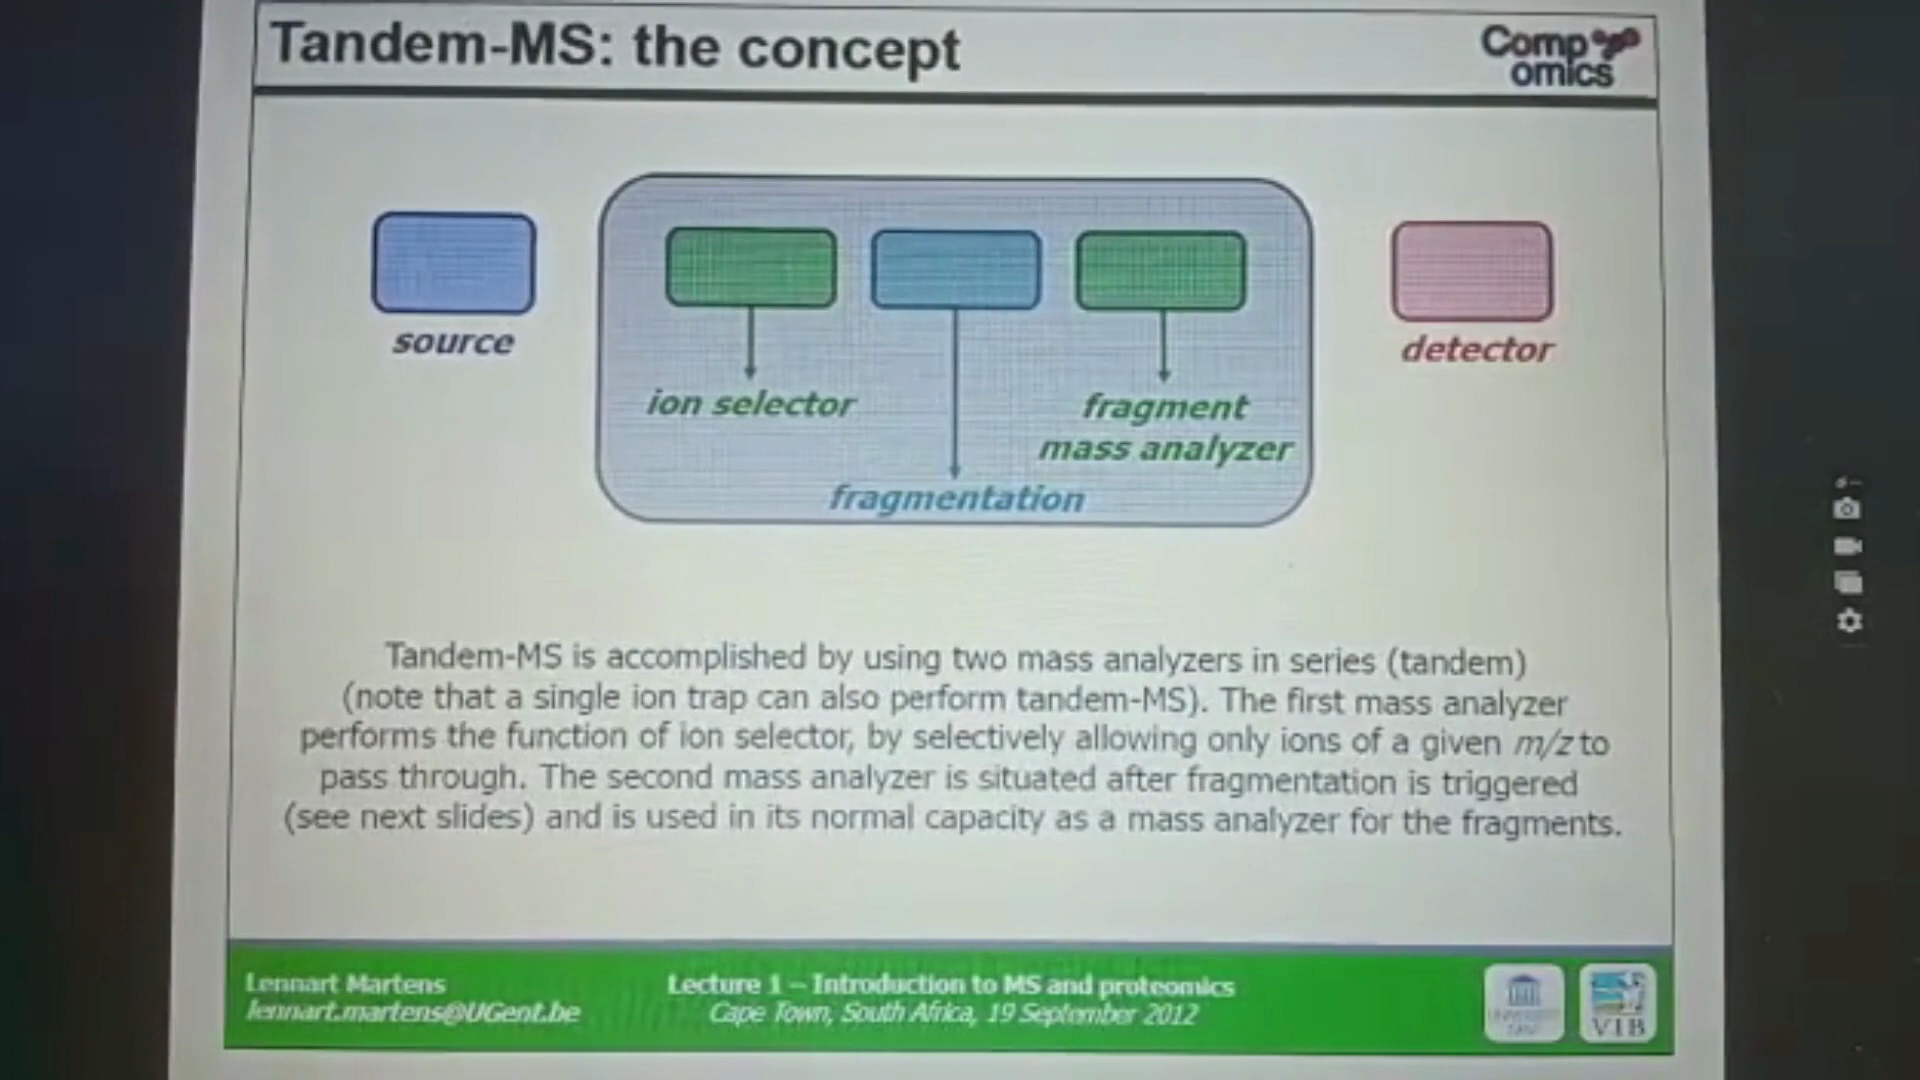 Tandem-MS: the concept
Comp
omics
source
ion selector
fragmentation
fragment
mass analyzer
detector
Tandem-MS is accomplished by using two mass analyzers in series (tandem)
(note that a single ion trap can also perform tandem-MS). The first mass analyzer
performs the function of ion selector, by selectively allowing only ions of a given m/z to
pass through. The second mass analyzer is situated after fragmentation is triggered
(see next slides) and is used in its normal capacity as a mass analyzer for the fragments.
Lennart Martens
lennart.martens@UGent.be
Lecture 1 – Introduction to MS and proteomics
Cape Town, South Africa, 19 September 2012
VIB